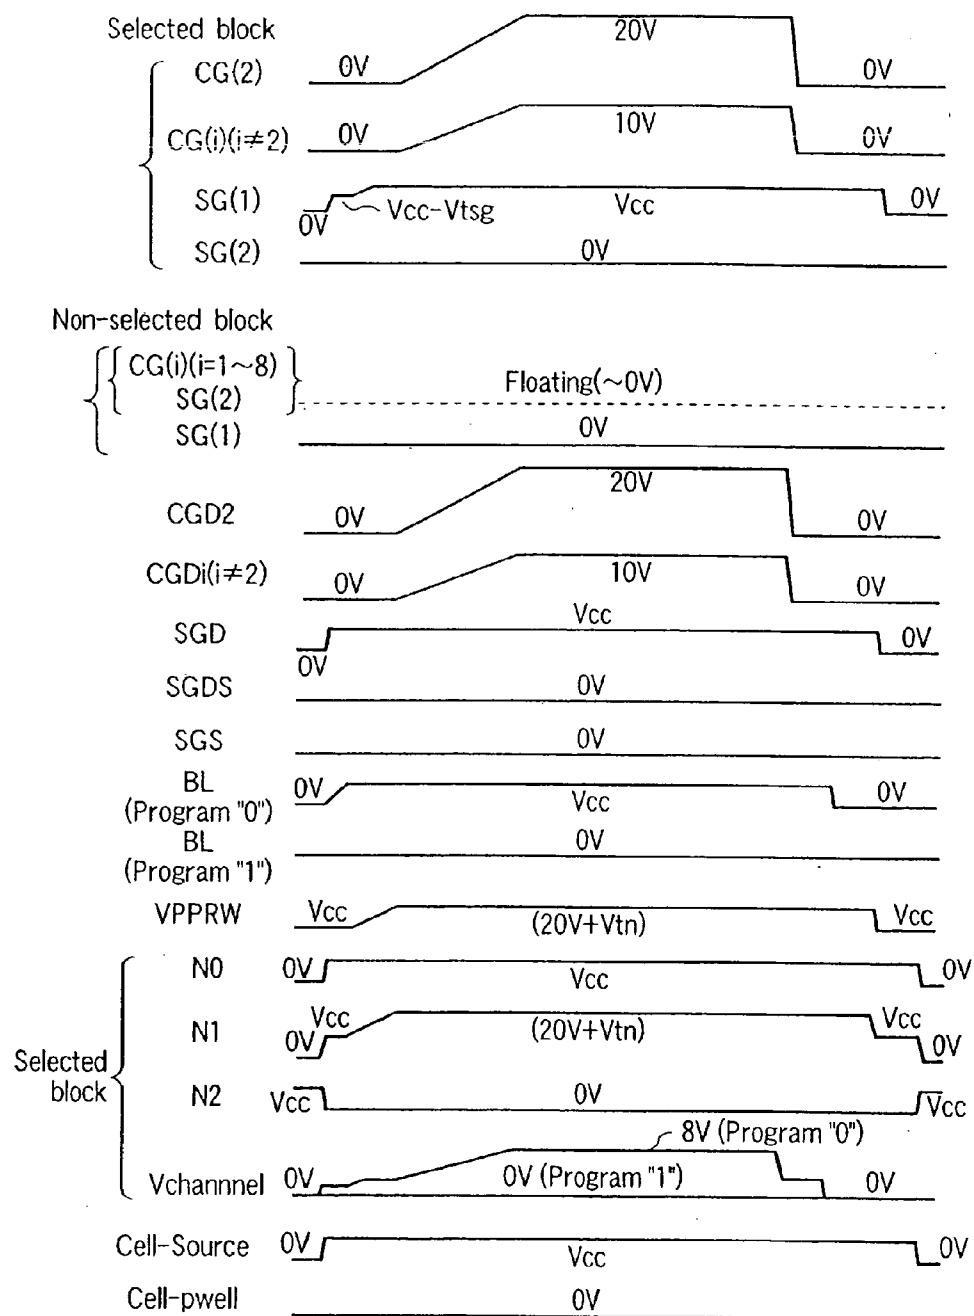 Selected block
20V
CG(2) 0V 0V
CG(i)(i≠2) 0V 10V 0V
SG(1) 0V Vcc-Vtsg Vcc 0V
SG(2) 0V
Non-selected block
CG(i)(i=1~8)
Floating(~0V)
SG(2)
SG(1) 0V
20V
CGD2 0V 0V
CGDi(i≠2) 0V 10V 0V
SGD 0V Vcc 0V
SGDS 0V
SGS 0V
BL 0V Vcc 0V
(Program "0")
BL 0V
(Program "1")
VPPRW Vcc (20V+Vtn) Vcc
N0 0V Vcc 0V
N1 0V Vcc (20V+Vtn) Vcc 0V
Selected
block
N2 Vcc 0V Vcc
8V (Program "0")
Vchannnel 0V 0V (Program "1") 0V
Cell-Source 0V Vcc 0V
Cell-pwell 0V